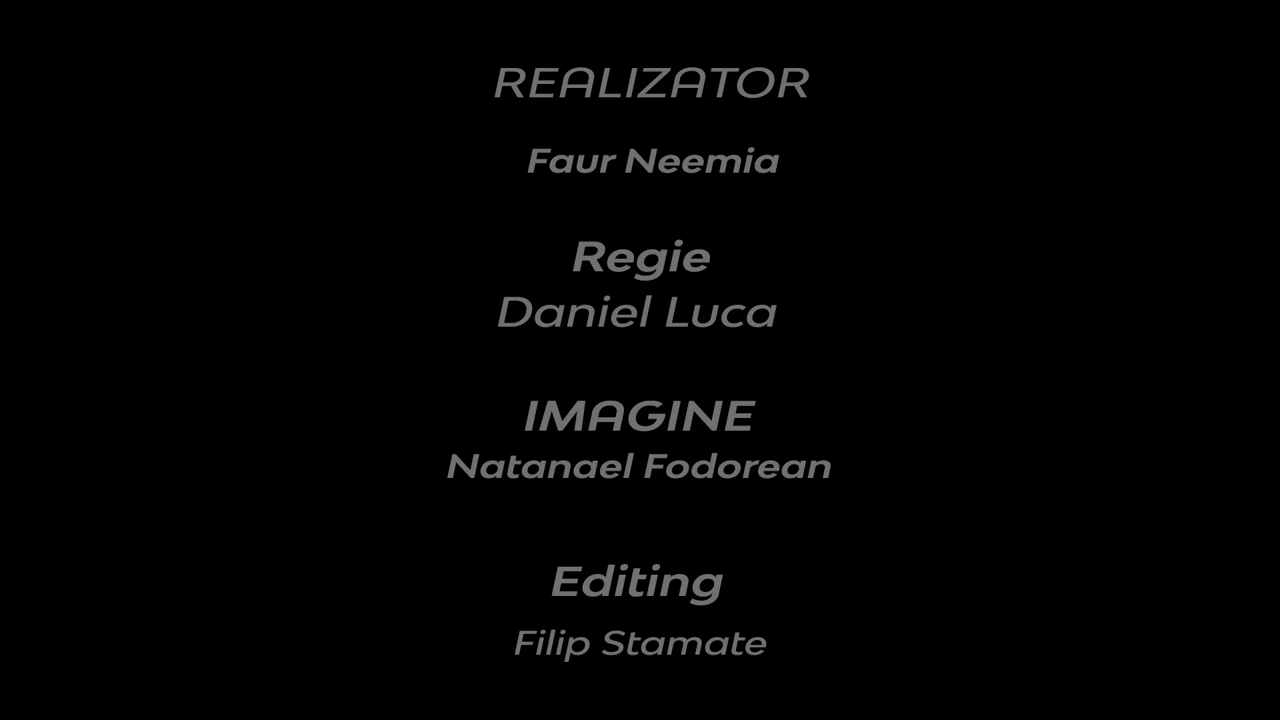 REALIZATOR
Faur Neemia
Regie
Daniel Luca
IMAGINE
Natanael Fodorean
Editing
Filip Stamate